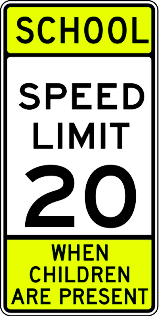 SCHOOL
SPEED
LIMIT
20
WHEN
CHILDREN
ARE PRESENT